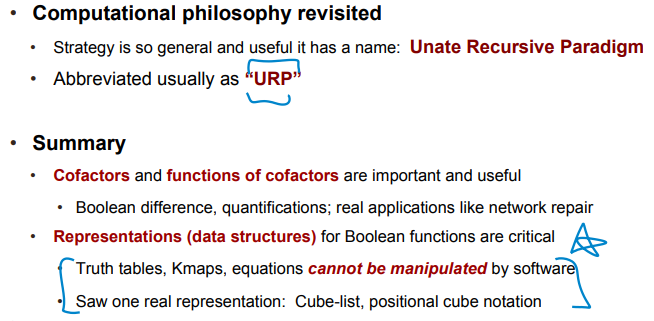 • Computational philosophy revisited
• Strategy is so general and useful it has a name: Unate Recursive Paradigm
• Abbreviated usually as “URP”
• Summary
• Cofactors and functions of cofactors are important and useful
• Boolean difference, quantifications; real applications like network repair
• Representations (data structures) for Boolean functions are critical
• Truth tables, Kmaps, equations cannot be manipulated by software
• Saw one real representation: Cube-list, positional cube notation